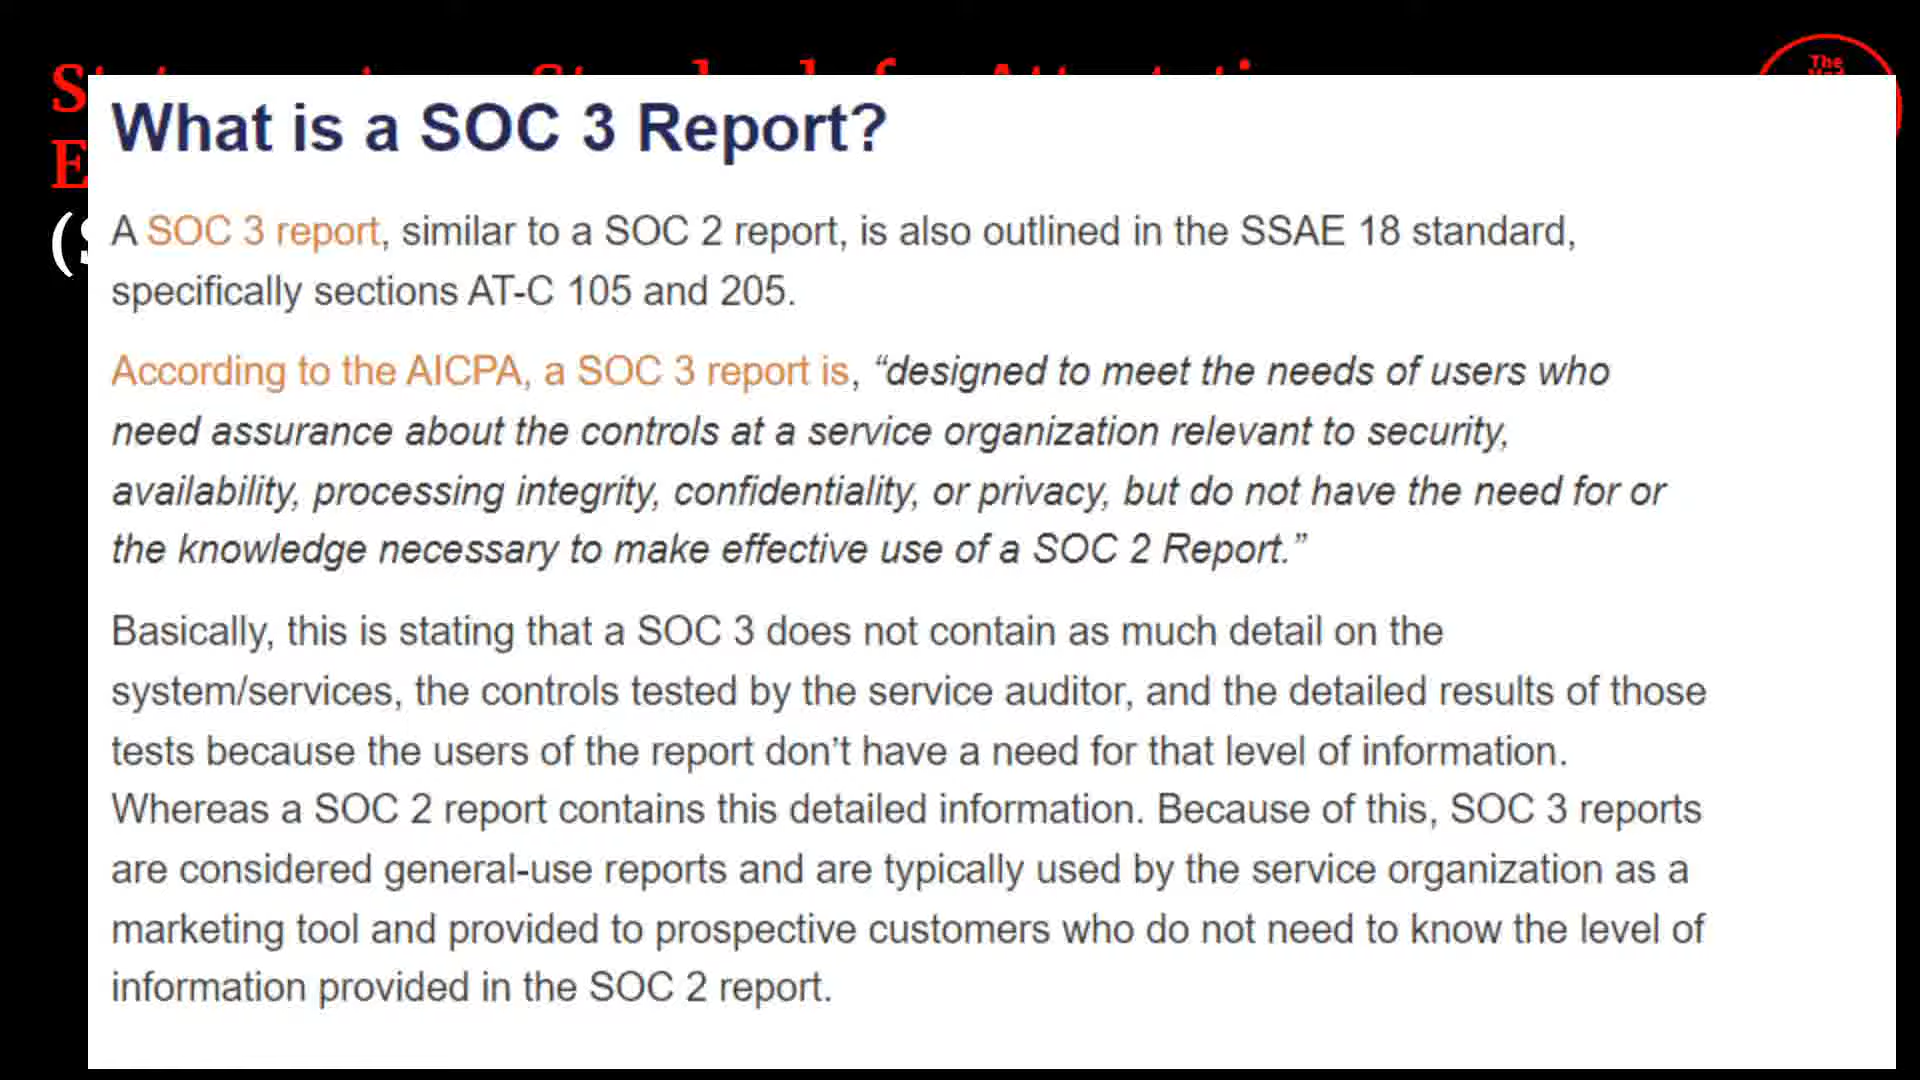 The
What is a SOC 3 Report?
A SOC 3 report, similar to a SOC 2 report, is also outlined in the SSAE 18 standard,
specifically sections AT-C 105 and 205.
According to the AICPA, a SOC 3 report is, “designed to meet the needs of users who
need assurance about the controls at a service organization relevant to security,
availability, processing integrity, confidentiality, or privacy, but do not have the need for or
the knowledge necessary to make effective use of a SOC 2 Report.”
Basically, this is stating that a SOC 3 does not contain as much detail on the
system/services, the controls tested by the service auditor, and the detailed results of those
tests because the users of the report don’t have a need for that level of information.
Whereas a SOC 2 report contains this detailed information. Because of this, SOC 3 reports
are considered general-use reports and are typically used by the service organization as a
marketing tool and provided to prospective customers who do not need to know the level of
information provided in the SOC 2 report.